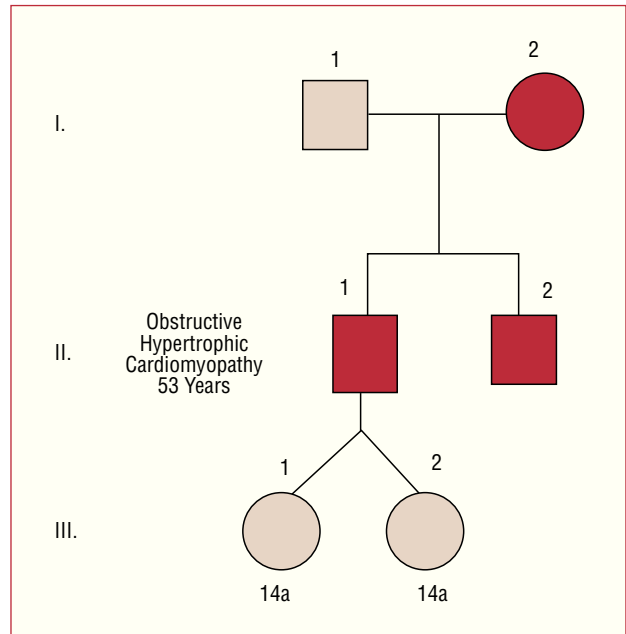 1
2
I.
1
2
II.
Obstructive
Hypertrophic
Cardiomyopathy
53 Years
1
2
III.
14a
14a